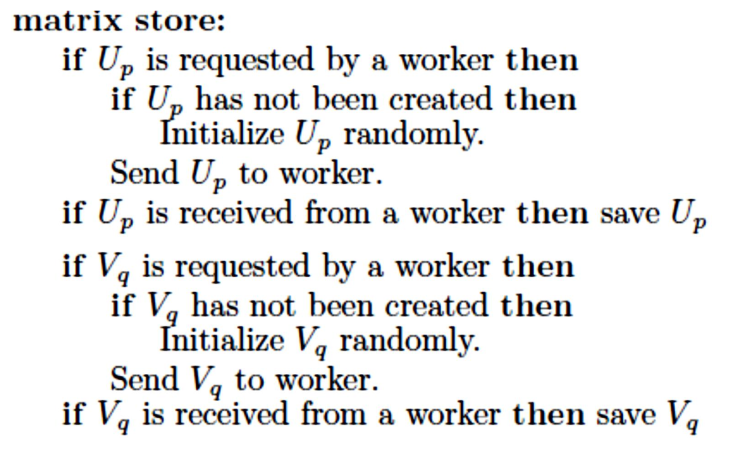 matrix store:
if U_p is requested by a worker then
if U_p has not been created then
Initialize U_p randomly.
Send U_p to worker.
if U_p is received from a worker then save U_p
if V_q is requested by a worker then
if V_q has not been created then
Initialize V_q randomly.
Send V_q to worker.
if V_q is received from a worker then save V_q